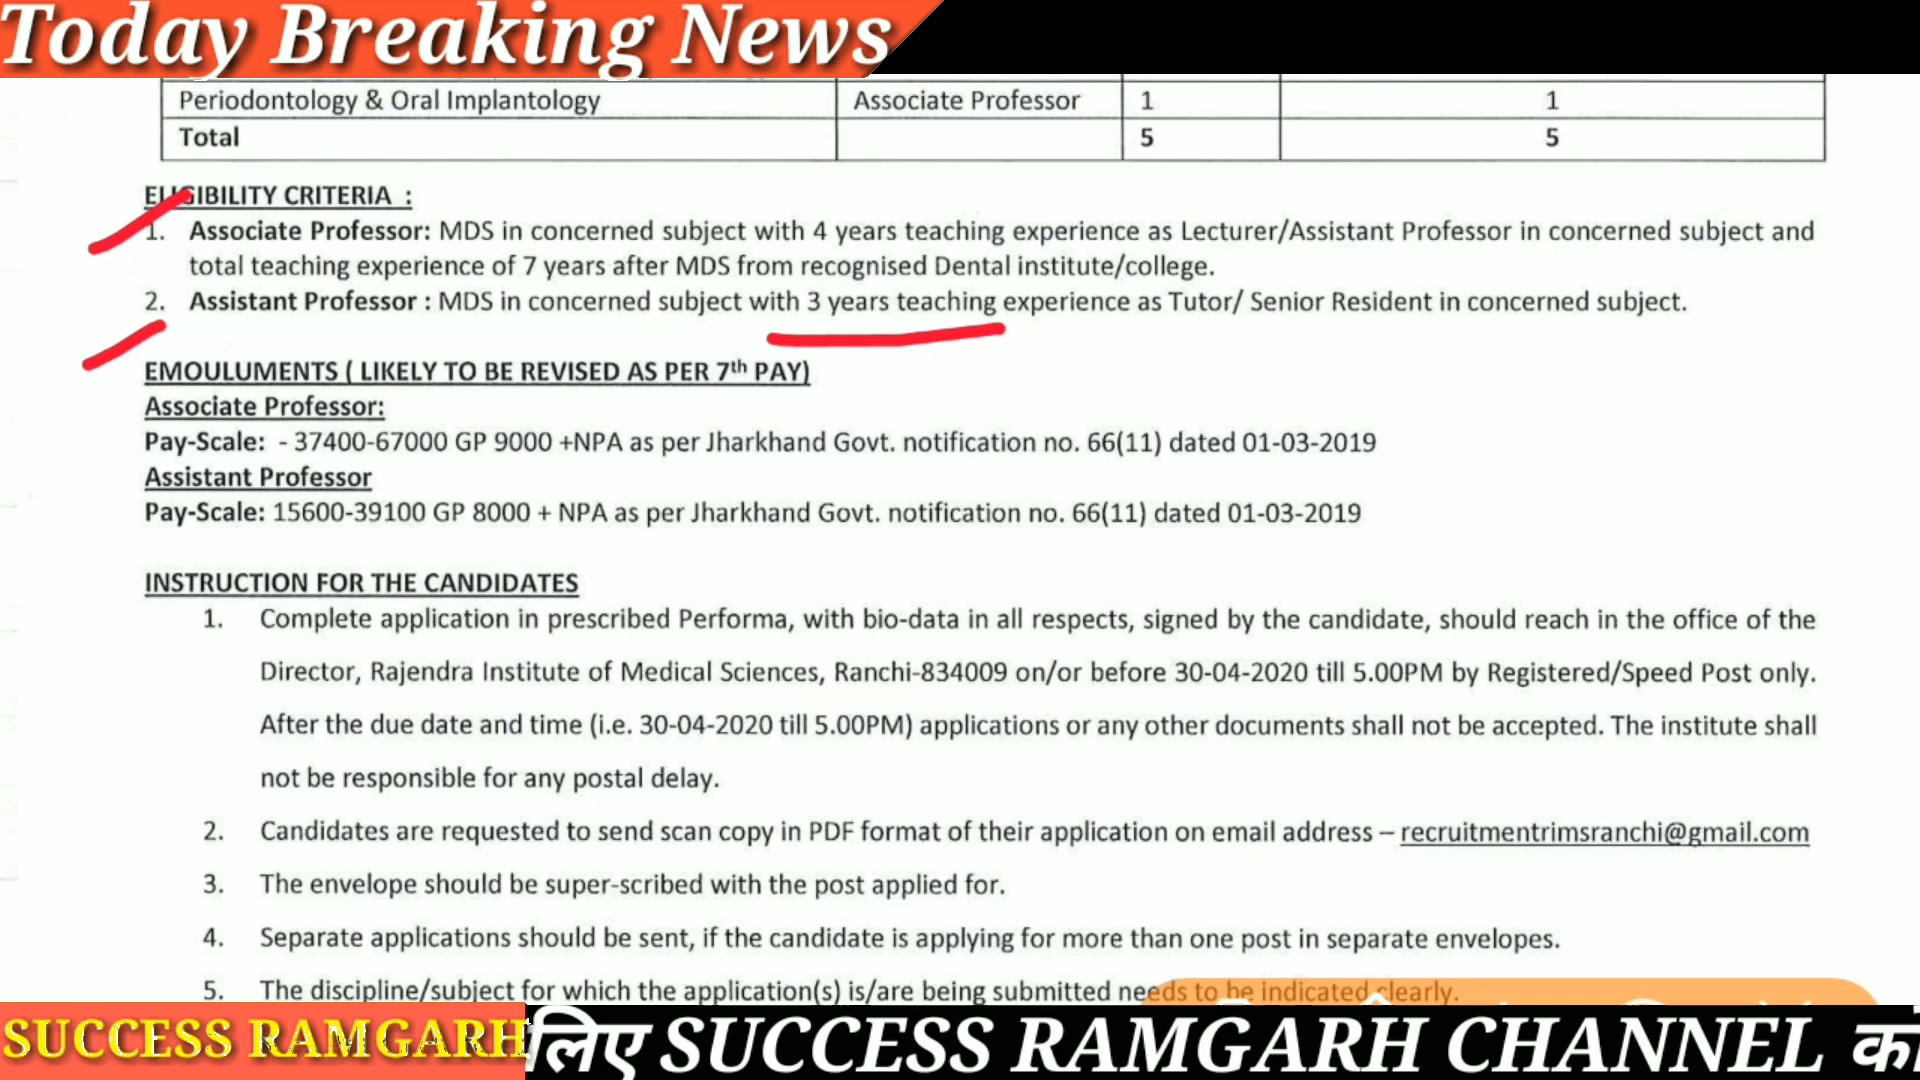 Today Breaking News
Periodontology & Oral Implantology Associate Professor 1 1
Total 5 5
ELIGIBILITY CRITERIA :
1. Associate Professor: MDS in concerned subject with 4 years teaching experience as Lecturer/Assistant Professor in concerned subject and
total teaching experience of 7 years after MDS from recognised Dental institute/college.
2. Assistant Professor : MDS in concerned subject with 3 years teaching experience as Tutor/ Senior Resident in concerned subject.
EMOULUMENTS ( LIKELY TO BE REVISED AS PER 7th PAY)
Associate Professor:
Pay-Scale: - 37400-67000 GP 9000 +NPA as per Jharkhand Govt. notification no. 66(11) dated 01-03-2019
Assistant Professor
Pay-Scale: 15600-39100 GP 8000 + NPA as per Jharkhand Govt. notification no. 66(11) dated 01-03-2019
INSTRUCTION FOR THE CANDIDATES
1. Complete application in prescribed Performa, with bio-data in all respects, signed by the candidate, should reach in the office of the
Director, Rajendra Institute of Medical Sciences, Ranchi-834009 on/or before 30-04-2020 till 5.00PM by Registered/Speed Post only.
After the due date and time (i.e. 30-04-2020 till 5.00PM) applications or any other documents shall not be accepted. The institute shall
not be responsible for any postal delay.
2. Candidates are requested to send scan copy in PDF format of their application on email address – recruitmentrimsranchi@gmail.com
3. The envelope should be super-scribed with the post applied for.
4. Separate applications should be sent, if the candidate is applying for more than one post in separate envelopes.
5. The discipline/subject for which the application(s) is/are being submitted needs to be indicated clearly.
SUCCESS RAMGARH लिए SUCCESS RAMGARH CHANNEL को